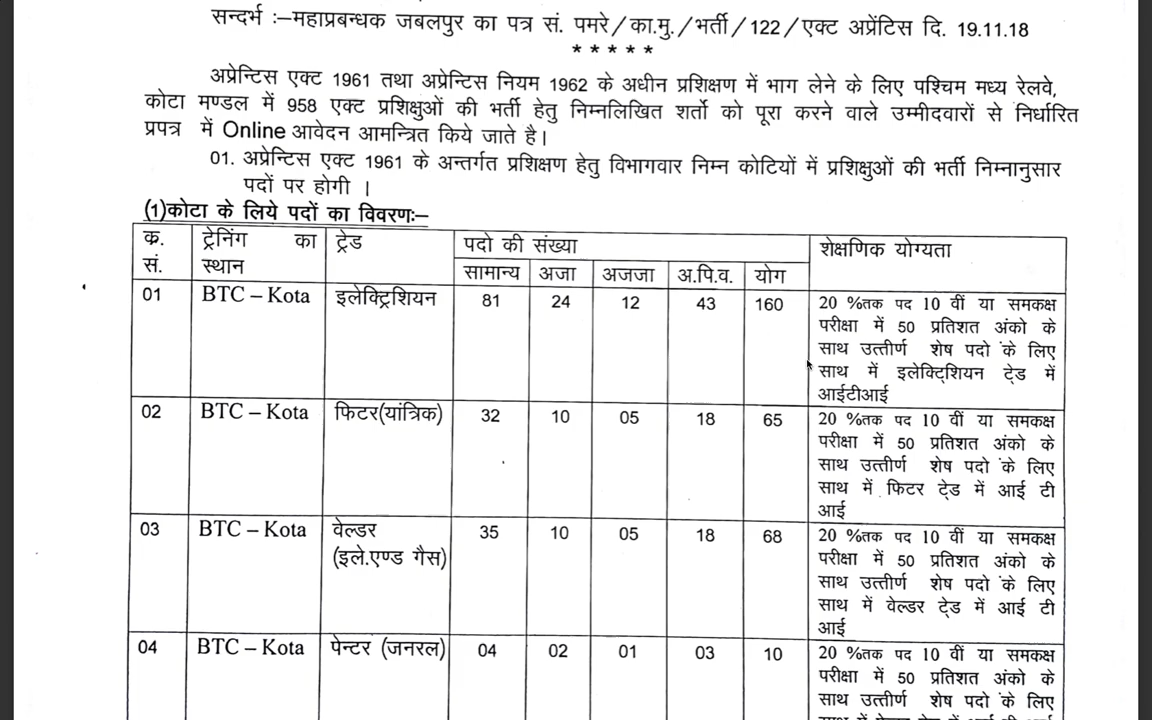 सन्दर्भ :–महाप्रबन्धक जबलपुर का पत्र सं. पमरे/का.मु./भर्ती/122/एक्ट अप्रेंटिस दि. 19.11.18
*****
अप्रेन्टिस एक्ट 1961 तथा अप्रेन्टिस नियम 1962 के अधीन प्रशिक्षण में भाग लेने के लिए पश्चिम मध्य रेलवे,
कोटा मण्डल में 958 एक्ट प्रशिक्षुओं की भर्ती हेतु निम्नलिखित शर्तो को पूरा करने वाले उम्मीदवारों से निर्धारित
प्रपत्र में Online आवेदन आमन्त्रित किये जाते है।
01. अप्रेन्टिस एक्ट 1961 के अन्तर्गत प्रशिक्षण हेतु विभागवार निम्न कोटियों में प्रशिक्षुओं की भर्ती निम्नानुसार
पदों पर होगी ।
(1)कोटा के लिये पदों का विवरणः–
क. सं. ट्रेनिंग का स्थान ट्रेड पदो की संख्या शेक्षणिक योग्यता
सामान्य अजा अजजा अ.पि.व. योग
01 BTC – Kota इलेक्ट्रिशियन 81 24 12 43 160 20 %तक पद 10 वीं या समकक्ष
परीक्षा में 50 प्रतिशत अंको के
साथ उत्तीर्ण शेष पदो के लिए
साथ में इलेक्ट्रिशियन ट्रेड में
आईटीआई
02 BTC – Kota फिटर(यांत्रिक) 32 10 05 18 65 20 %तक पद 10 वीं या समकक्ष
परीक्षा में 50 प्रतिशत अंको के
साथ उत्तीर्ण शेष पदो के लिए
साथ में फिटर ट्रेड में आई टी
आई
03 BTC – Kota वेल्डर 35 10 05 18 68 20 %तक पद 10 वीं या समकक्ष
(इले.एण्ड गैस) परीक्षा में 50 प्रतिशत अंको के
साथ उत्तीर्ण शेष पदो के लिए
साथ में वेल्डर ट्रेड में आई टी
आई
04 BTC – Kota पेन्टर (जनरल) 04 02 01 03 10 20 %तक पद 10 वीं या समकक्ष
परीक्षा में 50 प्रतिशत अंको के
साथ उत्तीर्ण शेष पदो के लिए